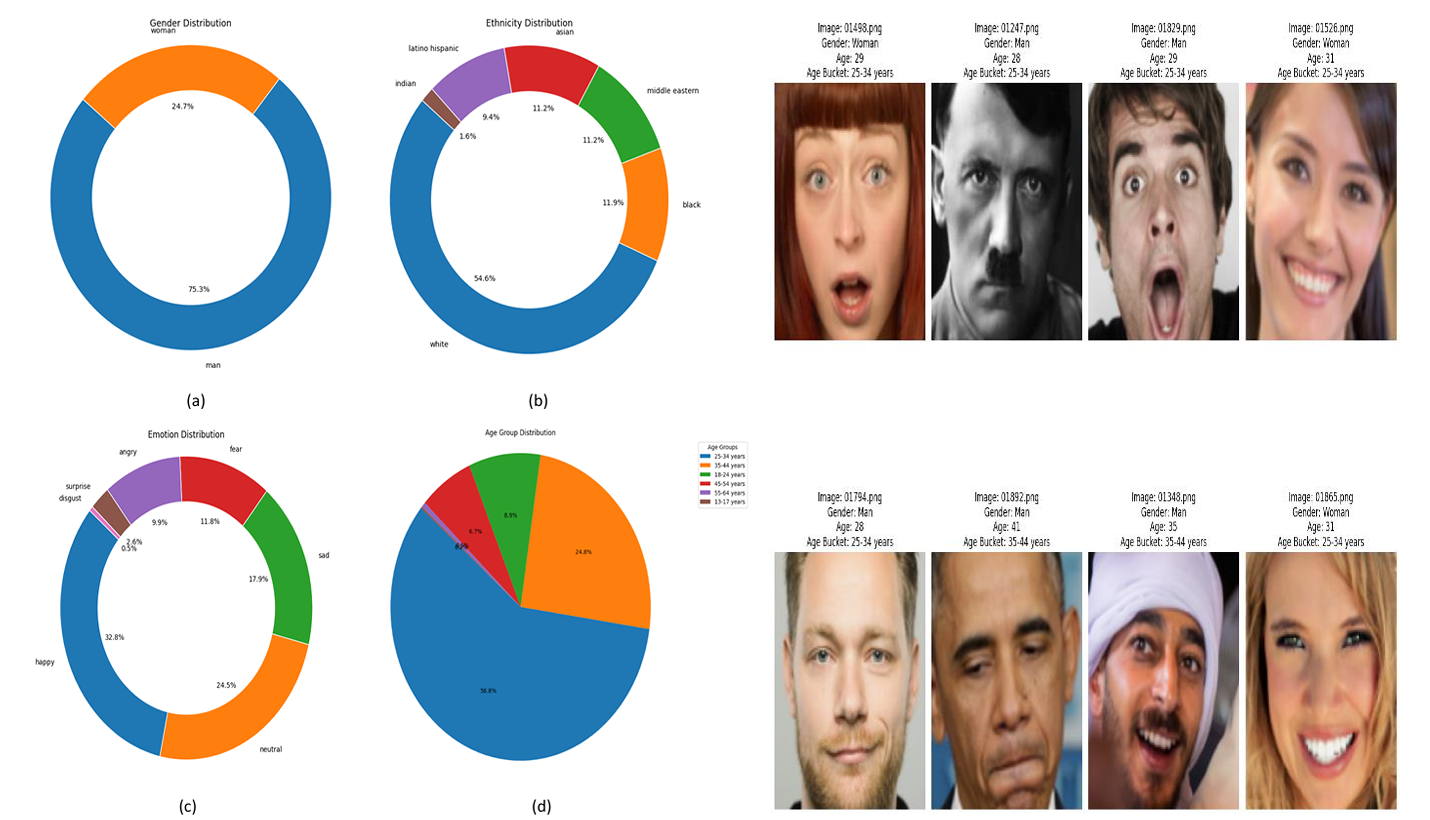 Gender Distribution
woman
24.7%
75.3%
man
(a)
Ethnicity Distribution
asian
latino hispanic
indian
middle eastern
11.2%
9.4%
1.6%
11.2%
11.9%
black
54.6%
white
(b)
Image: 01498.png
Gender: Woman
Age: 29
Age Bucket: 25-34 years
Image: 01247.png
Gender: Man
Age: 28
Age Bucket: 25-34 years
Image: 01829.png
Gender: Man
Age: 29
Age Bucket: 25-34 years
Image: 01526.png
Gender: Woman
Age: 31
Age Bucket: 25-34 years
Emotion Distribution
fear
angry
surprise
disgust
9.9%
11.8%
2.6%
0.5%
sad
17.9%
32.8%
happy
24.5%
neutral
(c)
Age Group Distribution
Age Groups
25-34 years
35-44 years
18-24 years
45-54 years
55-64 years
13-17 years
8.9%
6.7%
24.8%
56.8%
(d)
Image: 01794.png
Gender: Man
Age: 28
Age Bucket: 25-34 years
Image: 01892.png
Gender: Man
Age: 41
Age Bucket: 35-44 years
Image: 01348.png
Gender: Man
Age: 35
Age Bucket: 35-44 years
Image: 01865.png
Gender: Woman
Age: 31
Age Bucket: 25-34 years